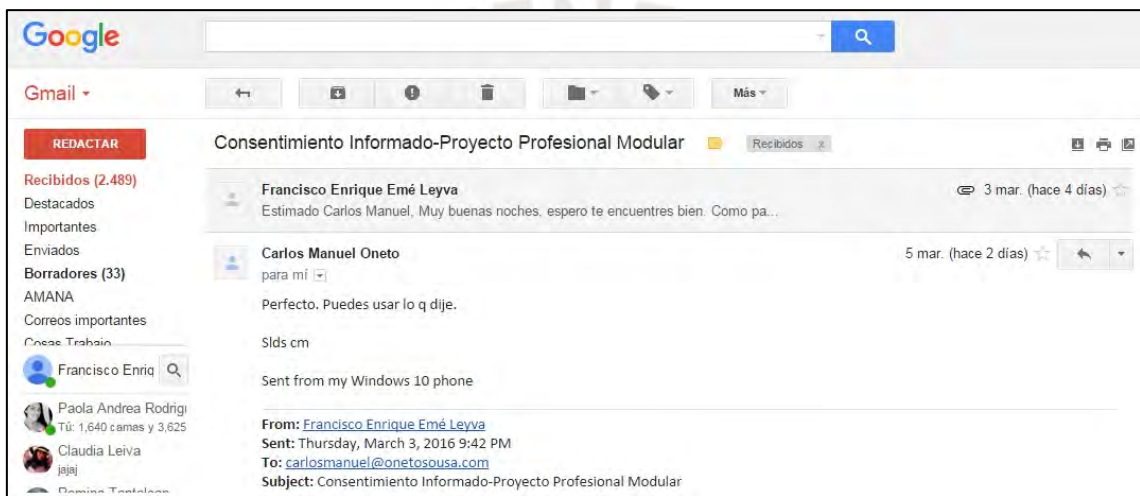 Google
Gmail
Más
REDACTAR
Consentimiento Informado-Proyecto Profesional Modular
Recibidos x
Recibidos (2.489)
Destacados
Importantes
Enviados
Borradores (33)
AMANA
Correos importantes
Cosas Trabajo
Francisco Enriq
Paola Andrea Rodrigu
Tú: 1,640 camas y 3,625
Claudia Leiva
jajaj
Francisco Enrique Emé Leyva
3 mar. (hace 4 días)
Estimado Carlos Manuel, Muy buenas noches, espero te encuentres bien. Como pa...
Carlos Manuel Oneto
5 mar. (hace 2 días)
para mí
Perfecto. Puedes usar lo q dije.
Slds cm
Sent from my Windows 10 phone
From: Francisco Enrique Emé Leyva
Sent: Thursday, March 3, 2016 9:42 PM
To: carlosmanuel@onetosousa.com
Subject: Consentimiento Informado-Proyecto Profesional Modular